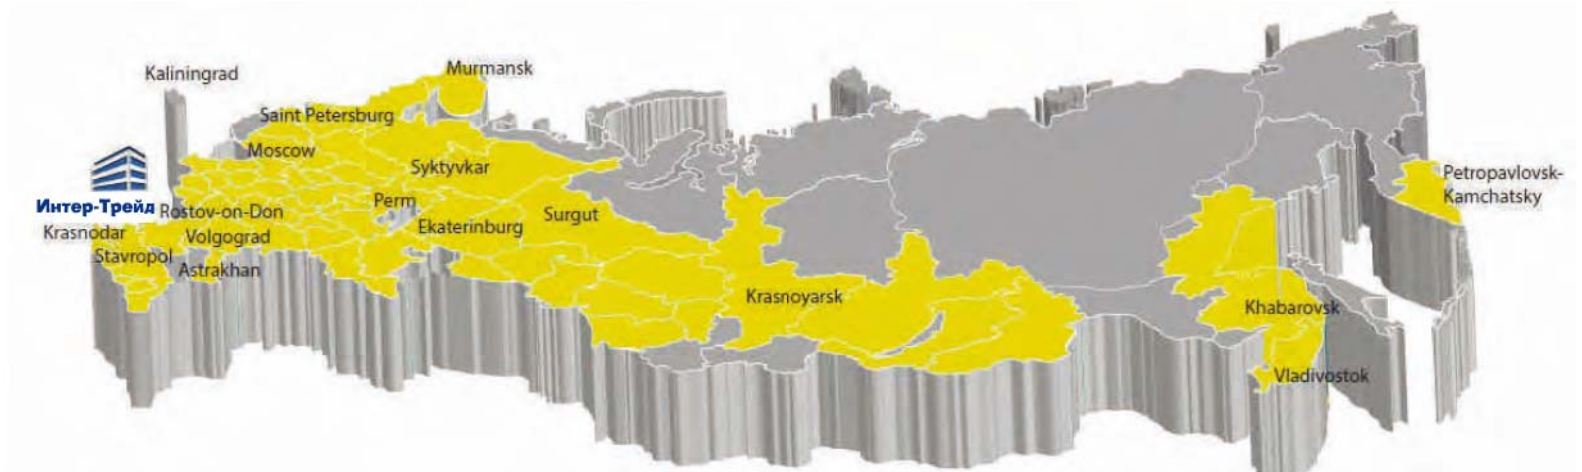 Kaliningrad
Murmansk
Saint Petersburg
Moscow
Syktyvkar
Petropavlovsk-
Kamchatsky
Интер-Трейд
Perm
Rostov-on-Don
Surgut
Krasnodar
Volgograd
Ekaterinburg
Stavropol
Astrakhan
Krasnoyarsk
Khabarovsk
Vladivostok